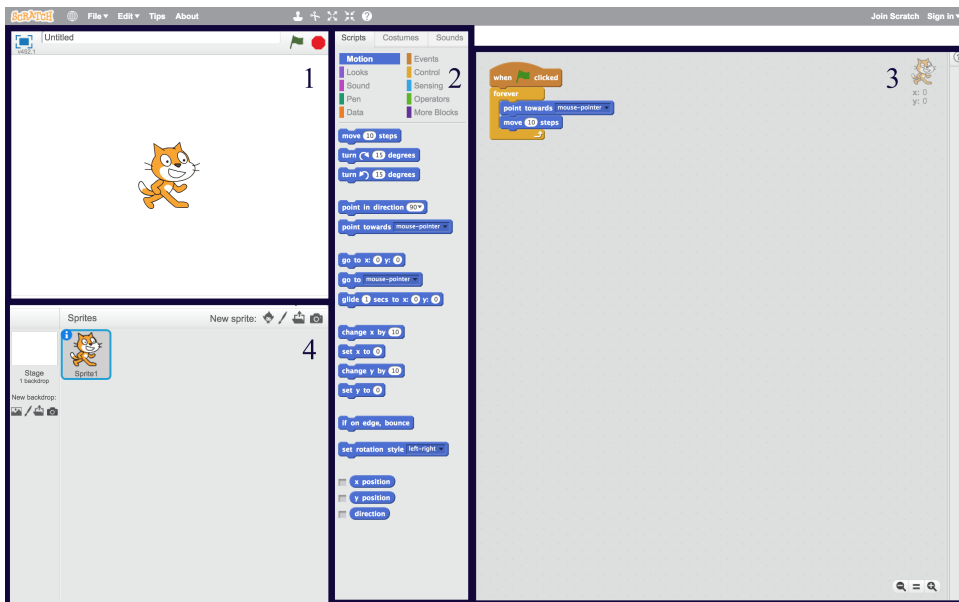 SCRATCH File Edit Tips About Join Scratch Sign in
Untitled
v452.1
1
Scripts Costumes Sounds
Motion Events
Looks Control
Sound Sensing
Pen Operators
Data More Blocks
2
move 10 steps
turn 15 degrees
turn 15 degrees
point in direction 90
point towards mouse-pointer
go to x: 0 y: 0
go to mouse-pointer
glide 1 secs to x: 0 y: 0
change x by 10
set x to 0
change y by 10
set y to 0
if on edge, bounce
set rotation style left-right
x position
y position
direction
when clicked
forever
point towards mouse-pointer
move 10 steps
3
x: 0
y: 0
Sprites New sprite:
4
Stage
1 backdrop
New backdrop:
Sprite1